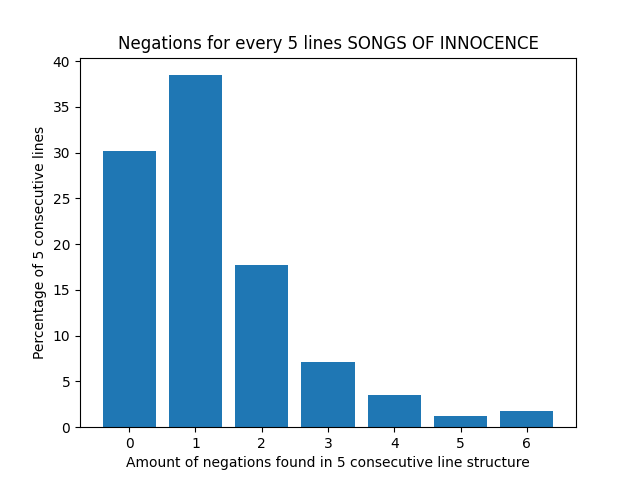 Negations for every 5 lines SONGS OF INNOCENCE
Percentage of 5 consecutive lines
40
35
30
25
20
15
10
5
0
0 1 2 3 4 5 6
Amount of negations found in 5 consecutive line structure